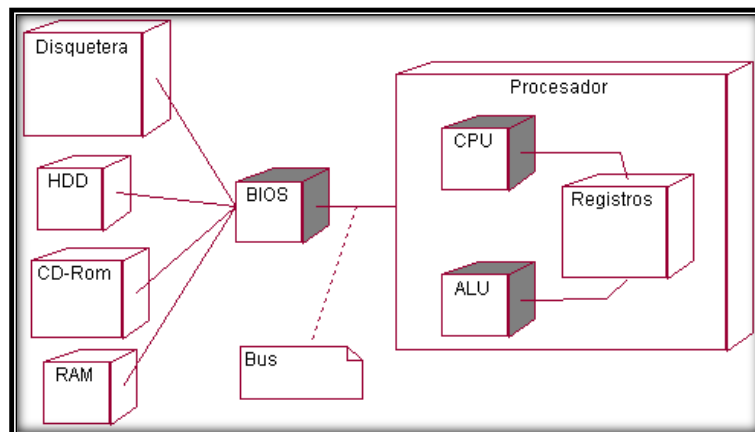 Disquetera
HDD
CD-Rom
RAM
BIOS
Bus
Procesador
CPU
ALU
Registros